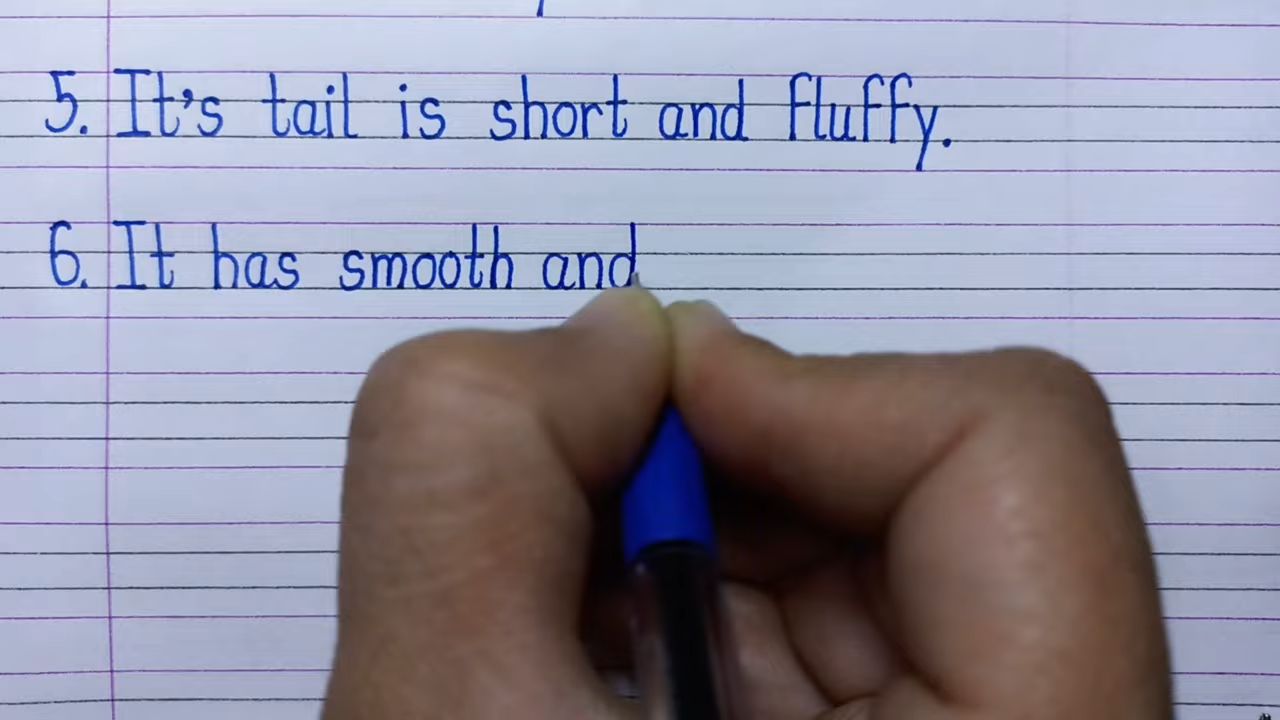 5. It's tail is short and fluffy.
6. It has smooth and